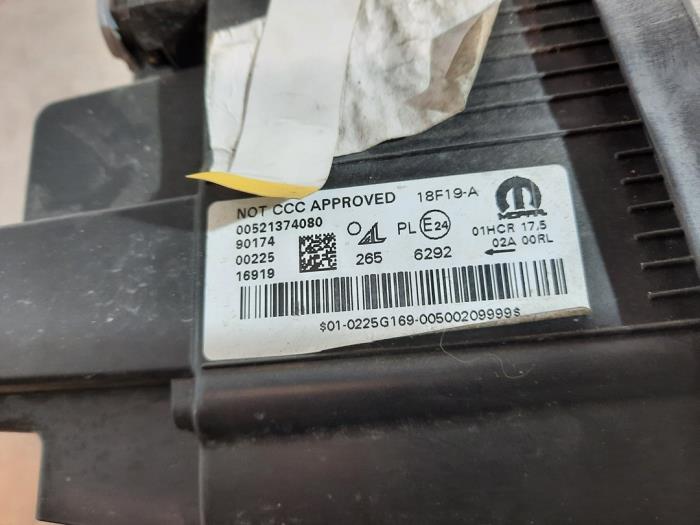 NOT CCC APPROVED 18F19-A
00521374080
90174
00225
16919
265
PL E24
6292
MOPAR
01HCR 17,5
02A 00RL
$01-0225G169-00500209999$